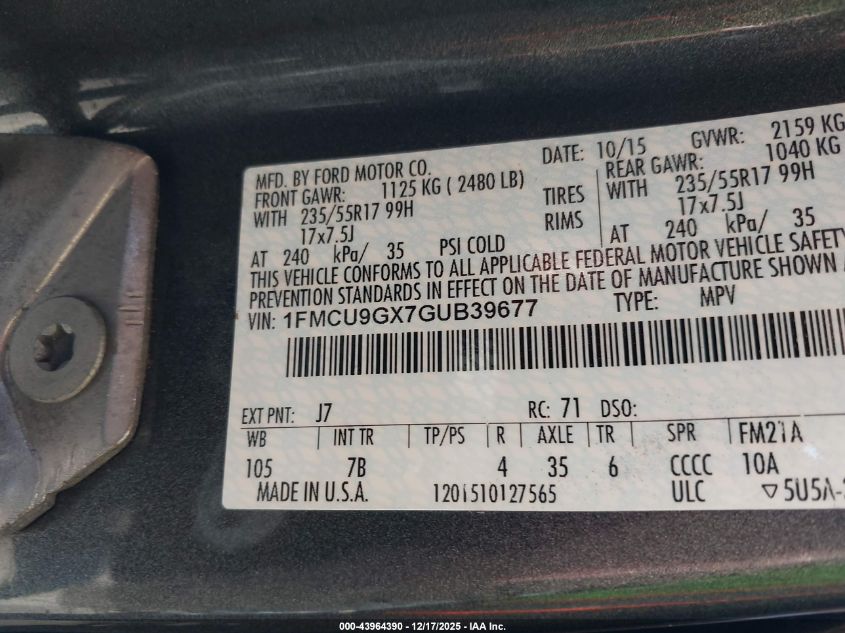 MFD. BY FORD MOTOR CO. DATE: 10/15 GVWR: 2159 KG
FRONT GAWR: 1125 KG ( 2480 LB) REAR GAWR: 1040 KG
WITH 235/55R17 99H TIRES WITH 235/55R17 99H
17x7.5J RIMS 17x7.5J
AT 240 kPa/ 35 PSI COLD AT 240 kPa/ 35
THIS VEHICLE CONFORMS TO ALL APPLICABLE FEDERAL MOTOR VEHICLE SAFETY
PREVENTION STANDARDS IN EFFECT ON THE DATE OF MANUFACTURE SHOWN
VIN: 1FMCU9GX7GUB39677 TYPE: MPV
EXT PNT: J7 RC: 71 DSO:
WB INT TR TP/PS R AXLE TR SPR FM21A
105 7B 4 35 6 CCCC 10A
MADE IN U.S.A. 1201510127565 ULC ▽5U5A-
000-43964390 - 12/17/2025 - IAA Inc.